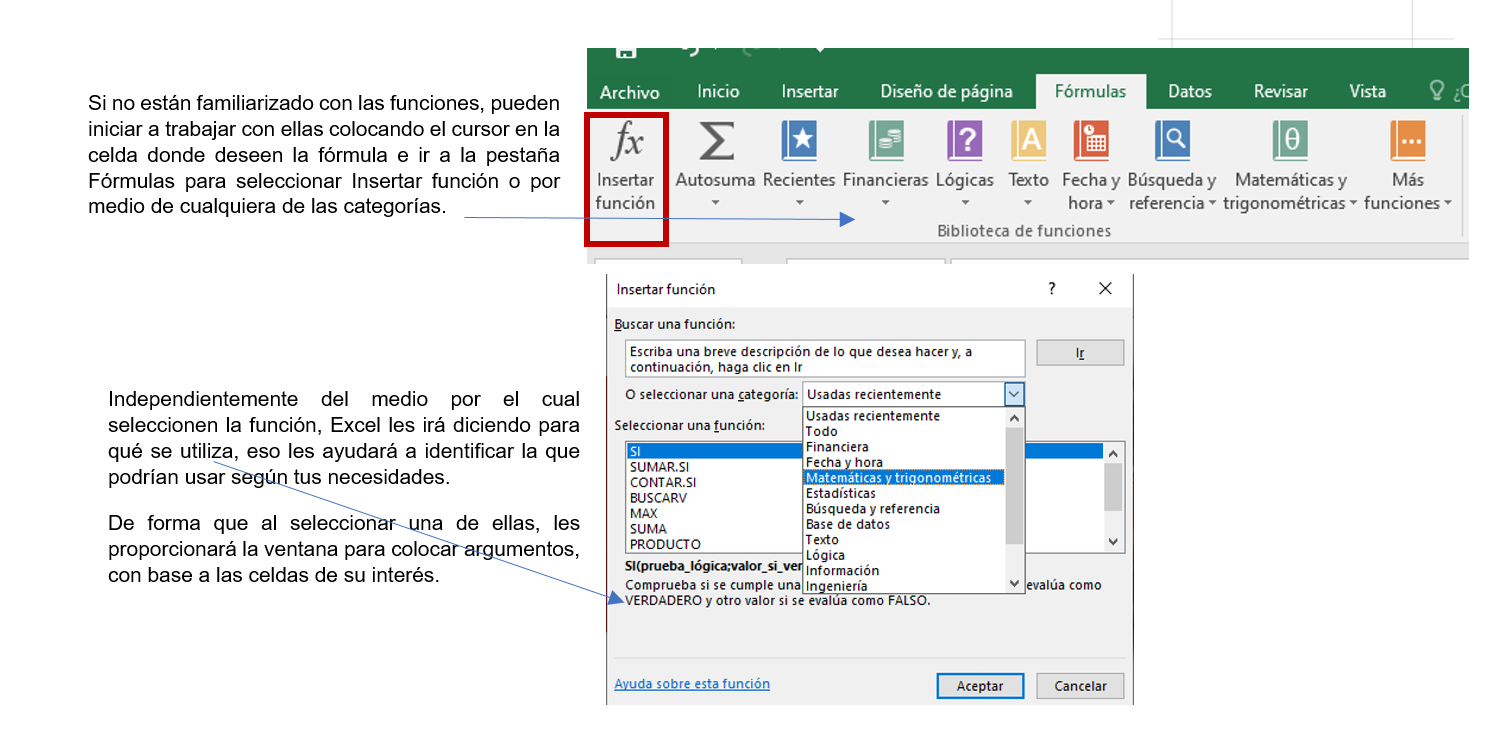 Si no están familiarizado con las funciones, pueden
iniciar a trabajar con ellas colocando el cursor en la
celda donde deseen la fórmula e ir a la pestaña
Fórmulas para seleccionar Insertar función o por
medio de cualquiera de las categorías.
Archivo Inicio Insertar Diseño de página Fórmulas Datos Revisar Vista
fx Σ ? A θ
Insertar Autosuma Recientes Financieras Lógicas Texto Fecha y Búsqueda y Matemáticas y Más
función hora referencia trigonométricas funciones
Biblioteca de funciones
Insertar función ?
Buscar una función:
Escriba una breve descripción de lo que desea hacer y, a
continuación, haga clic en Ir
Ir
O seleccionar una categoría: Usadas recientemente
Seleccionar una función:
SI
SUMAR.SI
CONTAR.SI
BUSCARV
MAX
SUMA
PRODUCTO
Usadas recientemente
Todo
Financiera
Fecha y hora
Matemáticas y trigonométricas
Estadísticas
Búsqueda y referencia
Base de datos
Texto
Lógica
Información
Ingeniería
SI(prueba_lógica;valor_si_ver
Comprueba si se cumple una evalúa como
VERDADERO y otro valor si se evalúa como FALSO.
Ayuda sobre esta función Aceptar Cancelar
Independientemente del medio por el cual
seleccionen la función, Excel les irá diciendo para
qué se utiliza, eso les ayudará a identificar la que
podrían usar según tus necesidades.
De forma que al seleccionar una de ellas, les
proporcionará la ventana para colocar argumentos,
con base a las celdas de su interés.